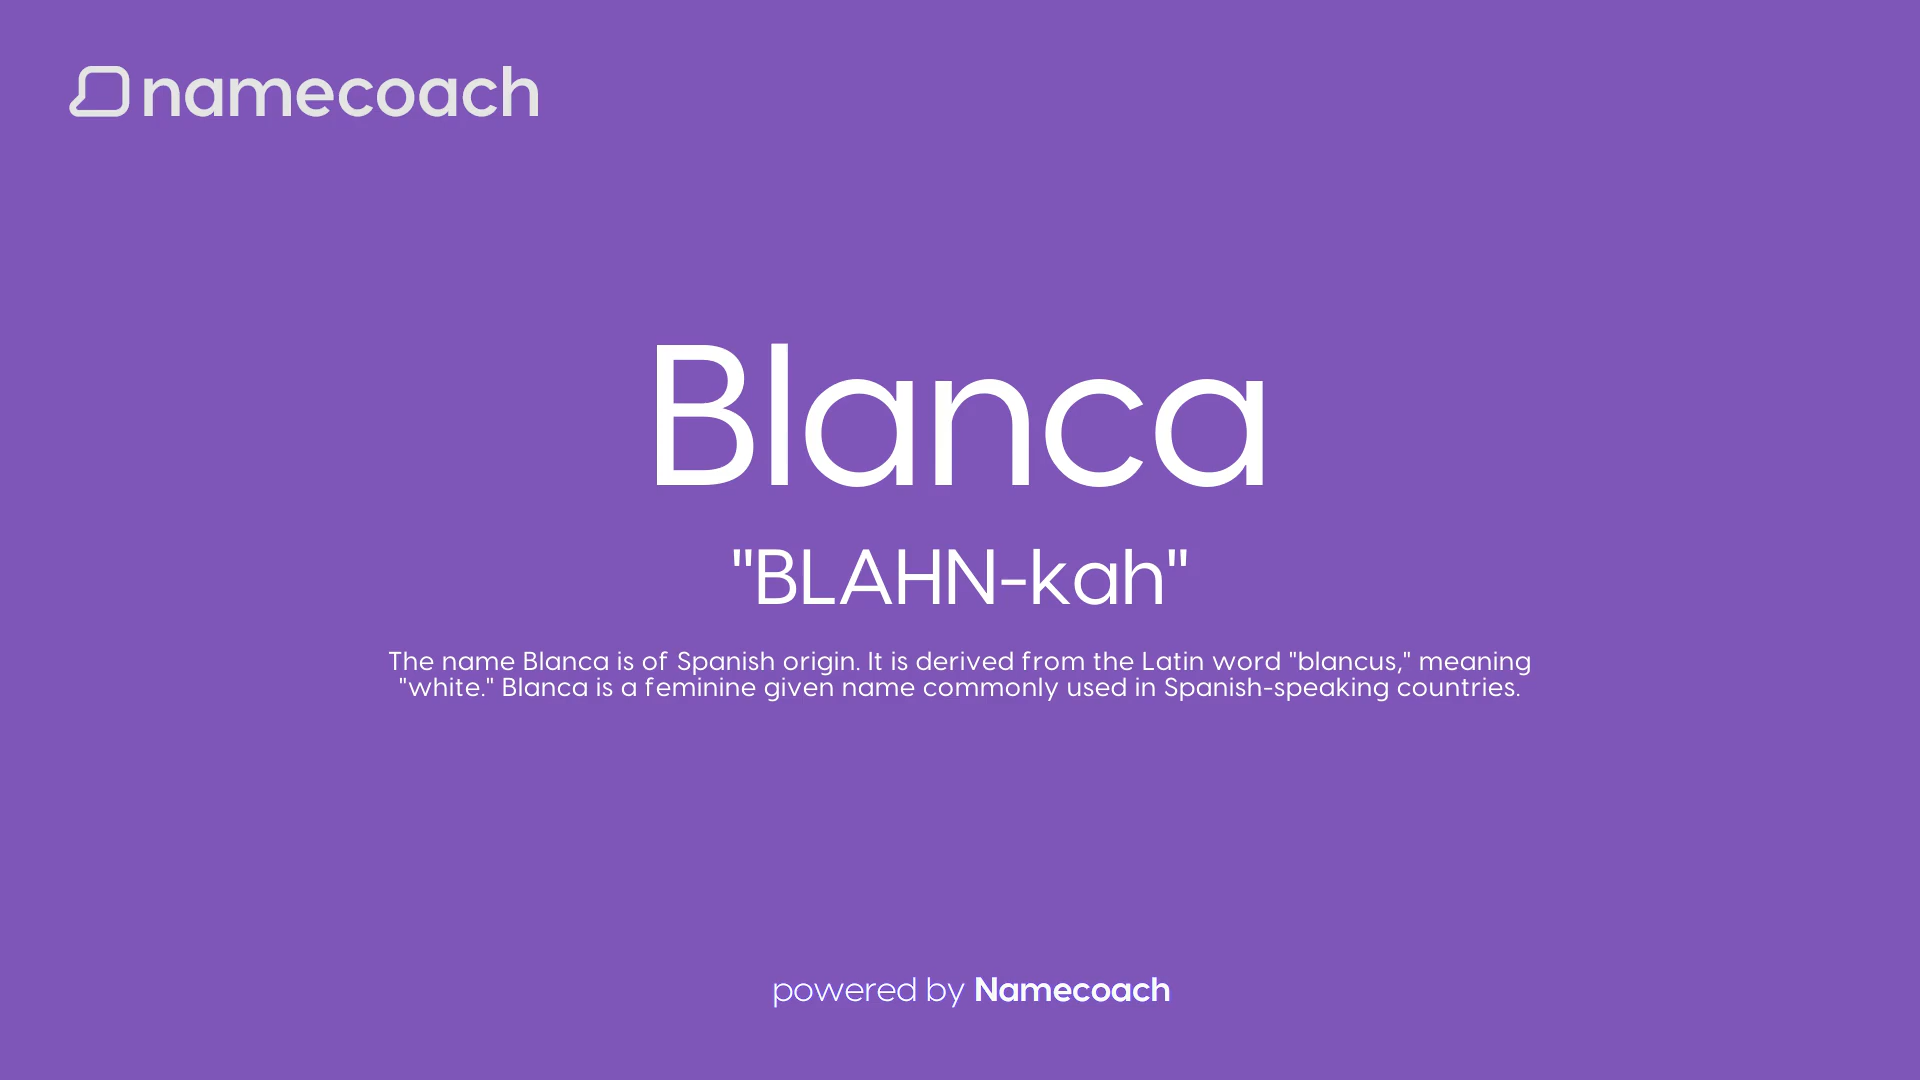 namecoach
Blanca
"BLAHN-kah"
The name Blanca is of Spanish origin. It is derived from the Latin word "blancus," meaning
"white." Blanca is a feminine given name commonly used in Spanish-speaking countries.
powered by Namecoach